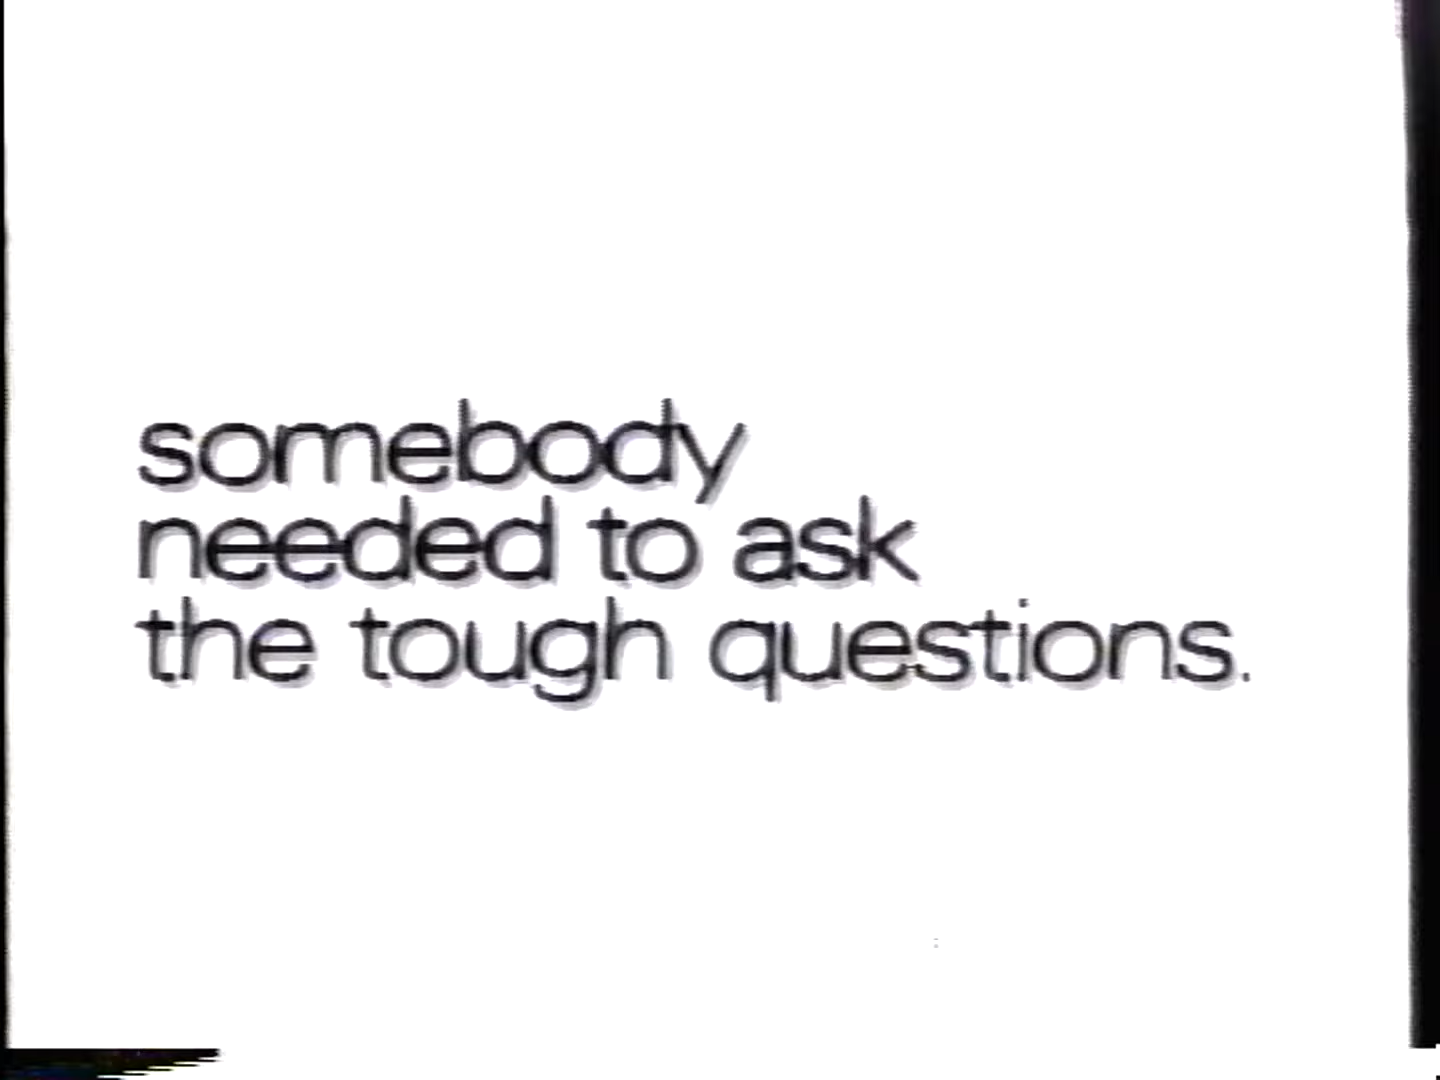 somebody
needed to ask
the tough questions.